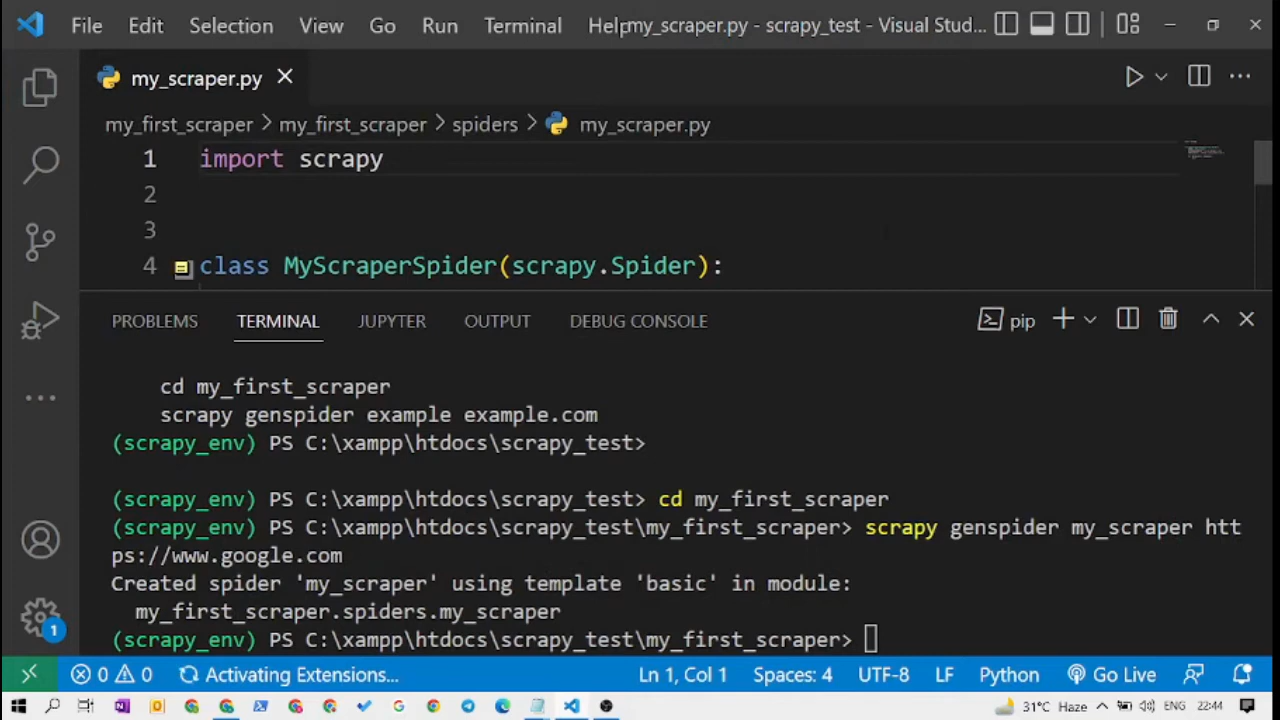 File Edit Selection View Go Run Terminal Help my_scraper.py - scrapy_test - Visual Stud...
my_scraper.py
my_first_scraper > my_first_scraper > spiders > my_scraper.py
1 import scrapy
2
3
4 class MyScraperSpider(scrapy.Spider):
PROBLEMS TERMINAL JUPYTER OUTPUT DEBUG CONSOLE pip
cd my_first_scraper
scrapy genspider example example.com
(scrapy_env) PS C:\xampp\htdocs\scrapy_test>
(scrapy_env) PS C:\xampp\htdocs\scrapy_test> cd my_first_scraper
(scrapy_env) PS C:\xampp\htdocs\scrapy_test\my_first_scraper> scrapy genspider my_scraper htt
ps://www.google.com
Created spider 'my_scraper' using template 'basic' in module:
my_first_scraper.spiders.my_scraper
(scrapy_env) PS C:\xampp\htdocs\scrapy_test\my_first_scraper>
1
0 0 Activating Extensions... Ln 1, Col 1 Spaces: 4 UTF-8 LF Python Go Live
31°C Haze ENG 22:44